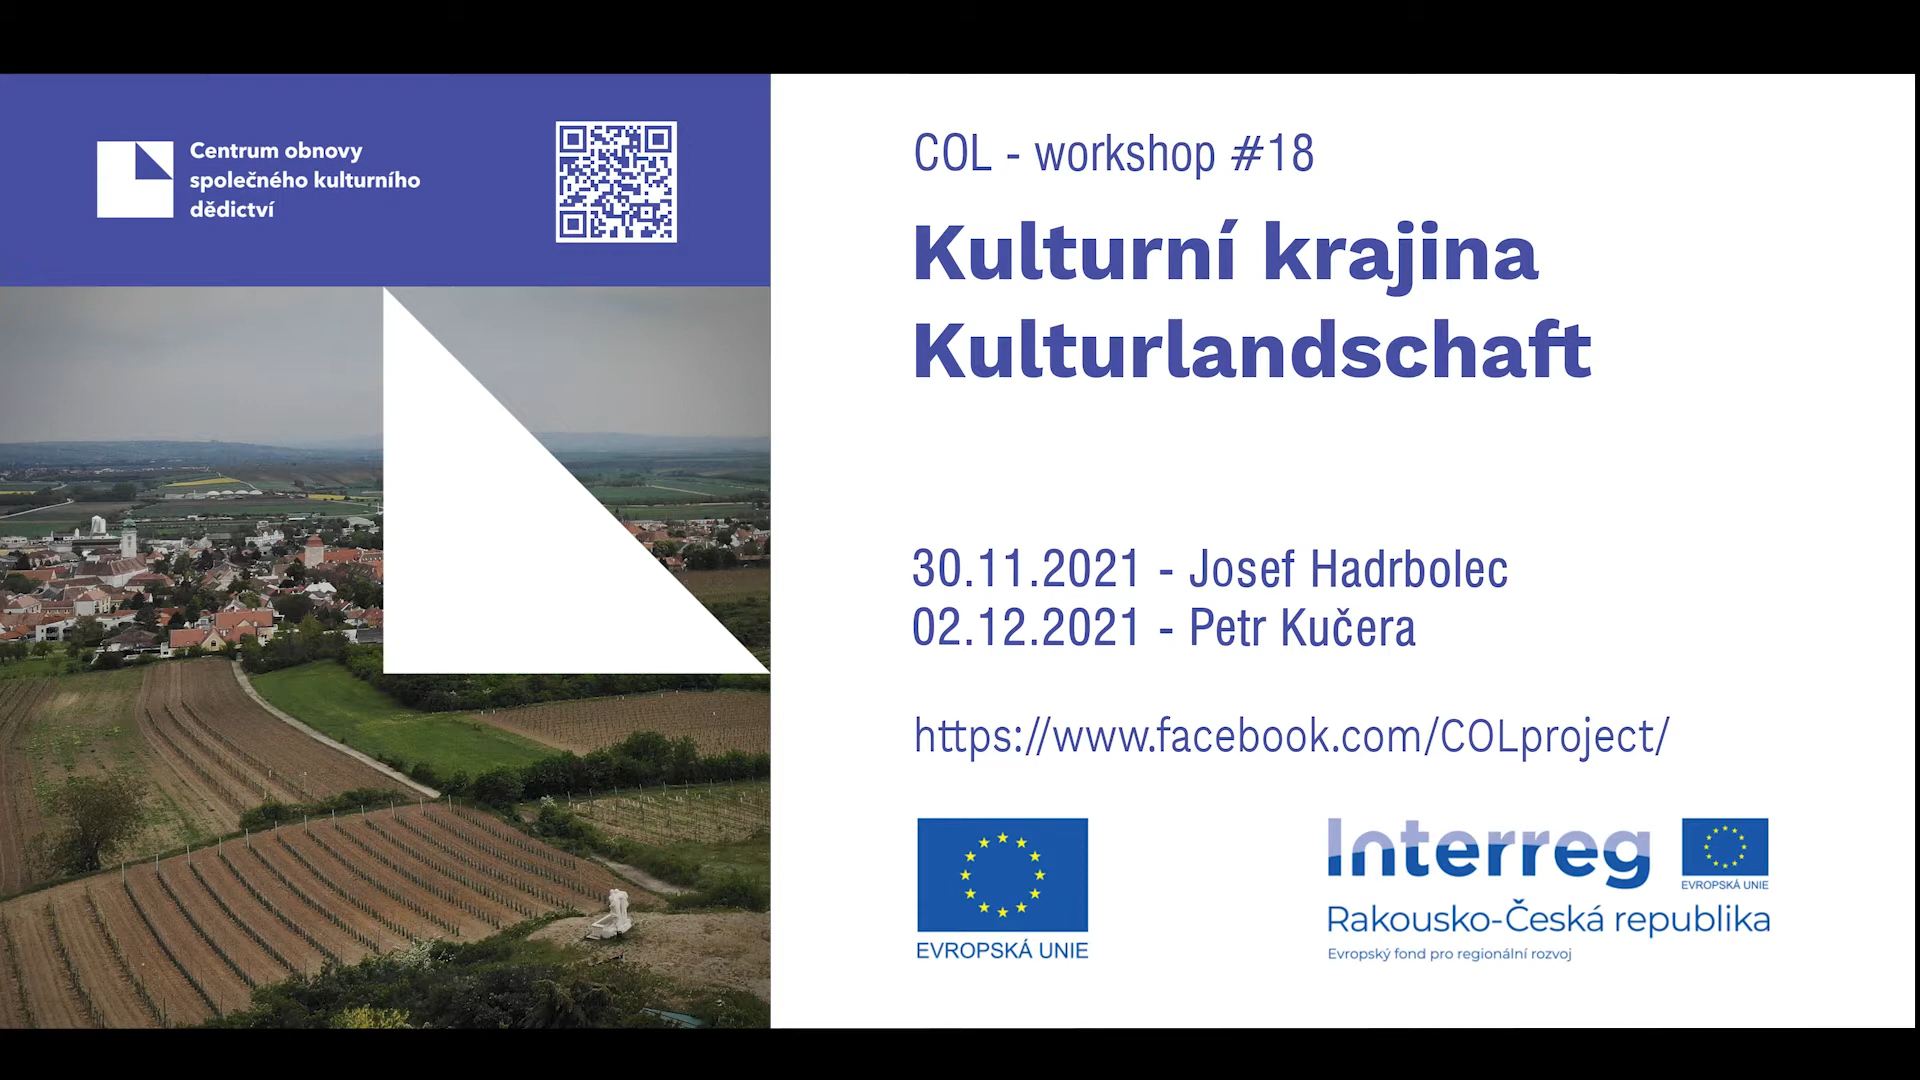 Centrum obnovy
společného kulturního
dědictví
COL - workshop #18
Kulturní krajina
Kulturlandschaft
30.11.2021 - Josef Hadrbolec
02.12.2021 - Petr Kučera
https://www.facebook.com/COLproject/
EVROPSKÁ UNIE
Interreg
EVROPSKÁ UNIE
Rakousko-Česká republika
Evropský fond pro regionální rozvoj